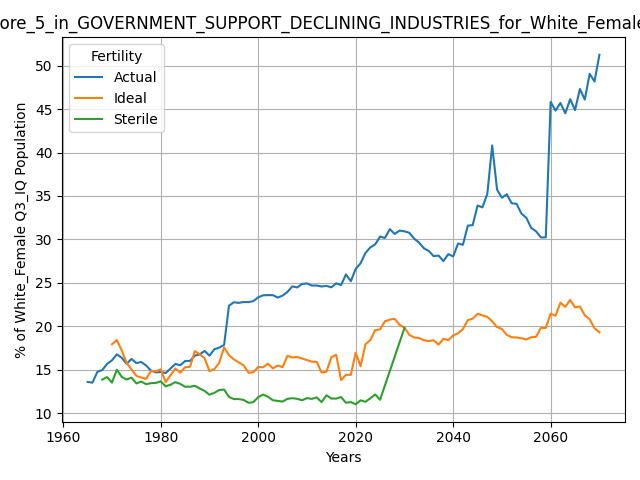 ore_5_in_GOVERNMENT_SUPPORT_DECLINING_INDUSTRIES_for_White_Female
Fertility
Actual
Ideal
Sterile
% of White_Female Q3_IQ Population
50
45
40
35
30
25
20
15
10
1960
1980
2000
2020
2040
2060
Years